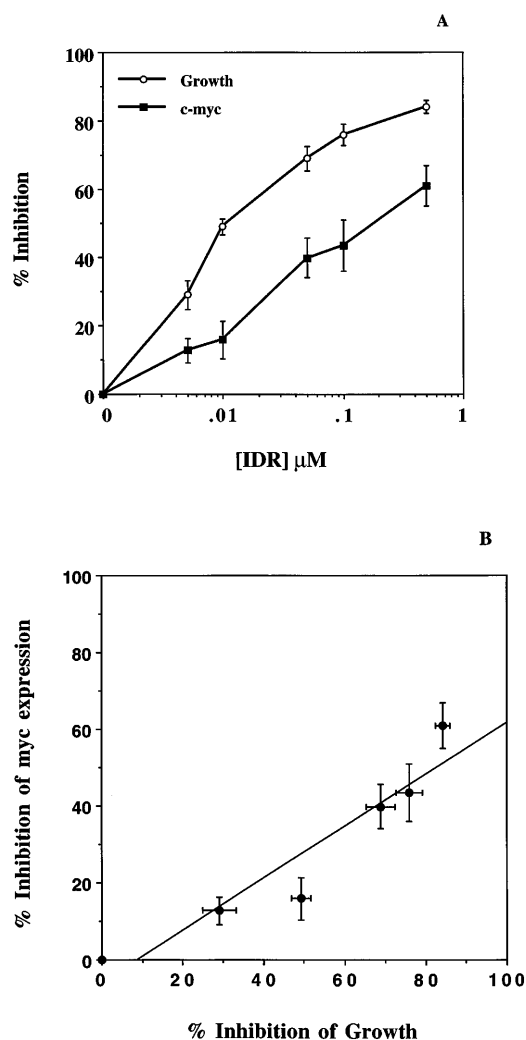 A
100
80
60
40
20
0
% Inhibition
Growth
c-myc
0 .01 .1 1
[IDR] μM
B
100
80
60
40
20
0
% Inhibition of myc expression
0 20 40 60 80 100
% Inhibition of Growth